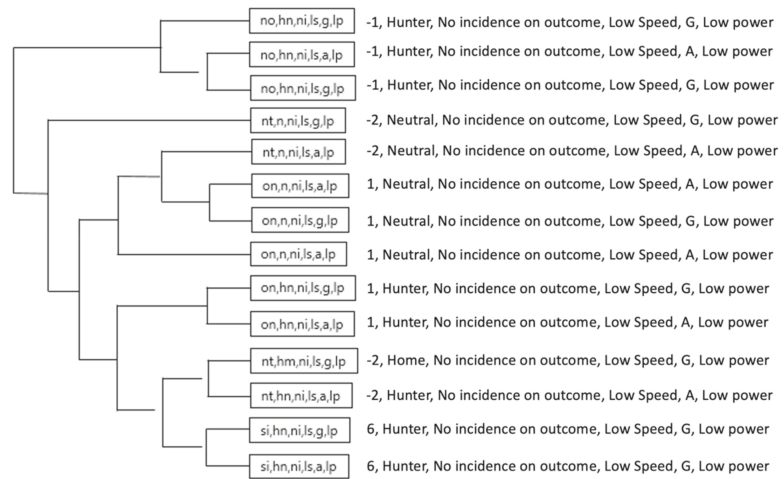 no,hn,ni,ls,g,lp -1, Hunter, No incidence on outcome, Low Speed, G, Low power
no,hn,ni,ls,a,lp -1, Hunter, No incidence on outcome, Low Speed, A, Low power
no,hn,ni,ls,g,lp -1, Hunter, No incidence on outcome, Low Speed, G, Low power
nt,n,ni,ls,g,lp -2, Neutral, No incidence on outcome, Low Speed, G, Low power
nt,n,ni,ls,a,lp -2, Neutral, No incidence on outcome, Low Speed, A, Low power
on,n,ni,ls,a,lp 1, Neutral, No incidence on outcome, Low Speed, A, Low power
on,n,ni,ls,g,lp 1, Neutral, No incidence on outcome, Low Speed, G, Low power
on,n,ni,ls,a,lp 1, Neutral, No incidence on outcome, Low Speed, A, Low power
on,hn,ni,ls,g,lp 1, Hunter, No incidence on outcome, Low Speed, G, Low power
on,hn,ni,ls,a,lp 1, Hunter, No incidence on outcome, Low Speed, A, Low power
nt,hm,ni,ls,g,lp -2, Home, No incidence on outcome, Low Speed, G, Low power
nt,hn,ni,ls,a,lp -2, Hunter, No incidence on outcome, Low Speed, A, Low power
si,hn,ni,ls,g,lp 6, Hunter, No incidence on outcome, Low Speed, G, Low power
si,hn,ni,ls,a,lp 6, Hunter, No incidence on outcome, Low Speed, G, Low power